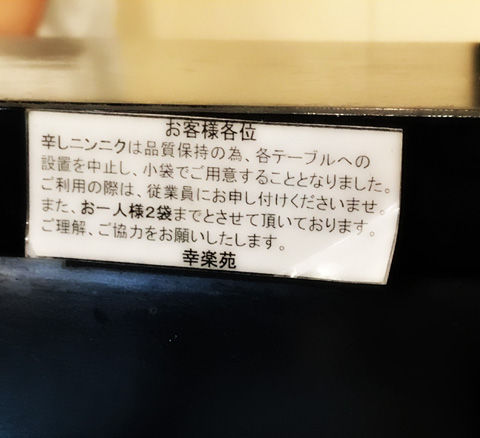 お客様各位
辛しニンニクは品質保持の為、各テーブルへの
設置を中止し、小袋でご用意することとなりました。
ご利用の際は、従業員にお申し付けくださいませ。
また、お一人様2袋までとさせて頂いております。
ご理解、ご協力をお願いしたします。
幸楽苑